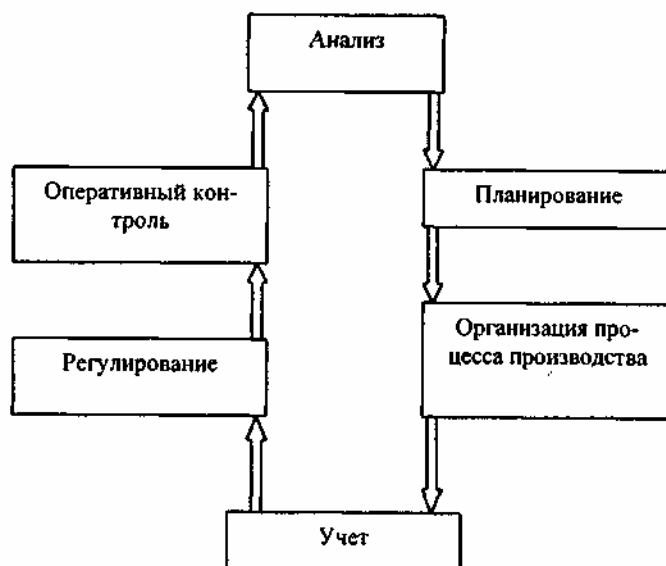 Анализ
Оперативный кон-
троль
Планирование
Регулирование
Организация про-
цесса производства
Учет